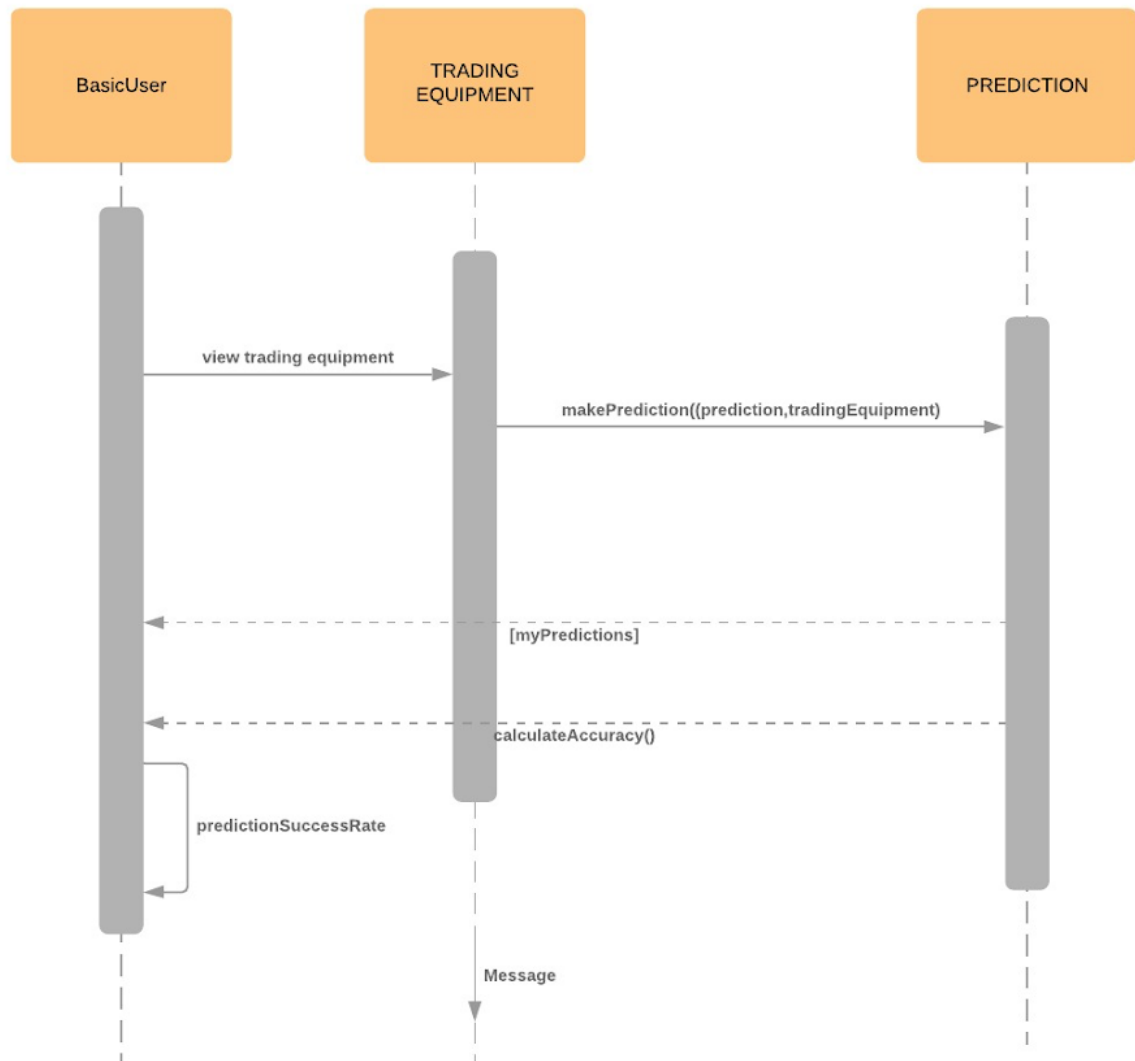 BasicUser
TRADING
EQUIPMENT
PREDICTION
view trading equipment
makePrediction((prediction,tradingEquipment)
[myPredictions]
calculateAccuracy()
predictionSuccessRate
Message